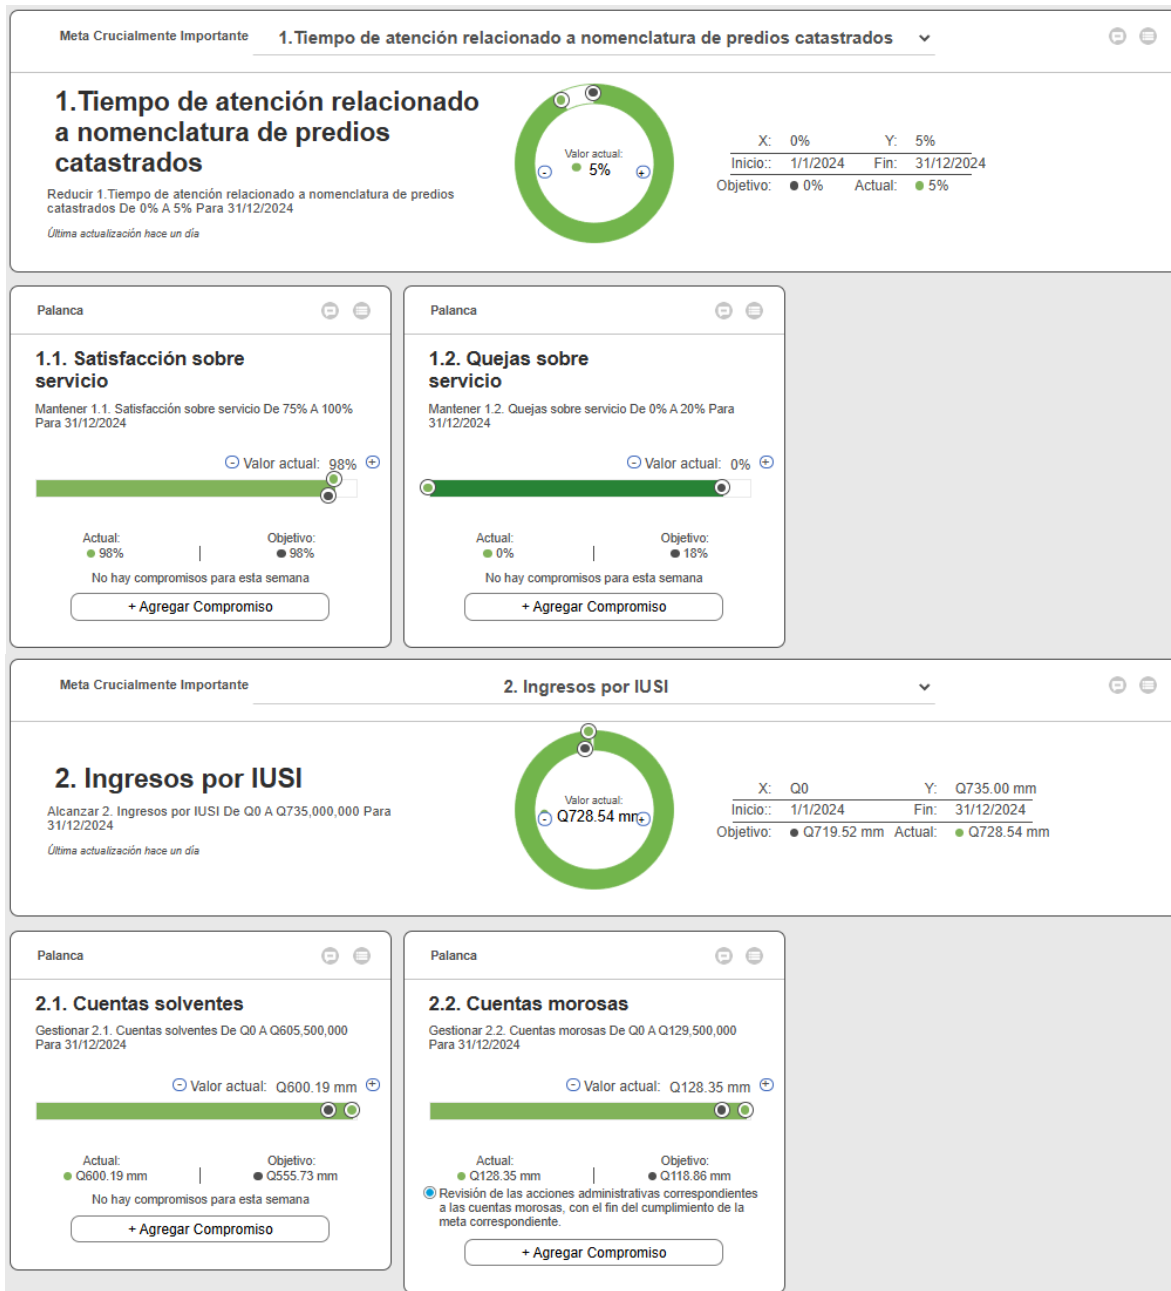 Meta Crucialmente Importante
1.Tiempo de atención relacionado a nomenclatura de predios catastrados
1.Tiempo de atención relacionado
a nomenclatura de predios
catastrados
Reducir 1.Tiempo de atención relacionado a nomenclatura de predios
catastrados De 0% A 5% Para 31/12/2024
Última actualización hace un día
Valor actual:
5%
X: 0% Y: 5%
Inicio:: 1/1/2024 Fin: 31/12/2024
Objetivo: 0% Actual: 5%
Palanca
1.1. Satisfacción sobre
servicio
Mantener 1.1. Satisfacción sobre servicio De 75% A 100%
Para 31/12/2024
Valor actual: 98%
Actual: Objetivo:
98% 98%
No hay compromisos para esta semana
+ Agregar Compromiso
Palanca
1.2. Quejas sobre
servicio
Mantener 1.2. Quejas sobre servicio De 0% A 20% Para
31/12/2024
Valor actual: 0%
Actual: Objetivo:
0% 18%
No hay compromisos para esta semana
+ Agregar Compromiso
Meta Crucialmente Importante
2. Ingresos por IUSI
2. Ingresos por IUSI
Alcanzar 2. Ingresos por IUSI De Q0 A Q735,000,000 Para
31/12/2024
Última actualización hace un día
Valor actual:
Q728.54 mm
X: Q0 Y: Q735.00 mm
Inicio:: 1/1/2024 Fin: 31/12/2024
Objetivo: Q719.52 mm Actual: Q728.54 mm
Palanca
2.1. Cuentas solventes
Gestionar 2.1. Cuentas solventes De Q0 A Q605,500,000
Para 31/12/2024
Valor actual: Q600.19 mm
Actual: Objetivo:
Q600.19 mm Q555.73 mm
No hay compromisos para esta semana
+ Agregar Compromiso
Palanca
2.2. Cuentas morosas
Gestionar 2.2. Cuentas morosas De Q0 A Q129,500,000
Para 31/12/2024
Valor actual: Q128.35 mm
Actual: Objetivo:
Q128.35 mm Q118.86 mm
Revisión de las acciones administrativas correspondientes
a las cuentas morosas, con el fin del cumplimiento de la
meta correspondiente.
+ Agregar Compromiso